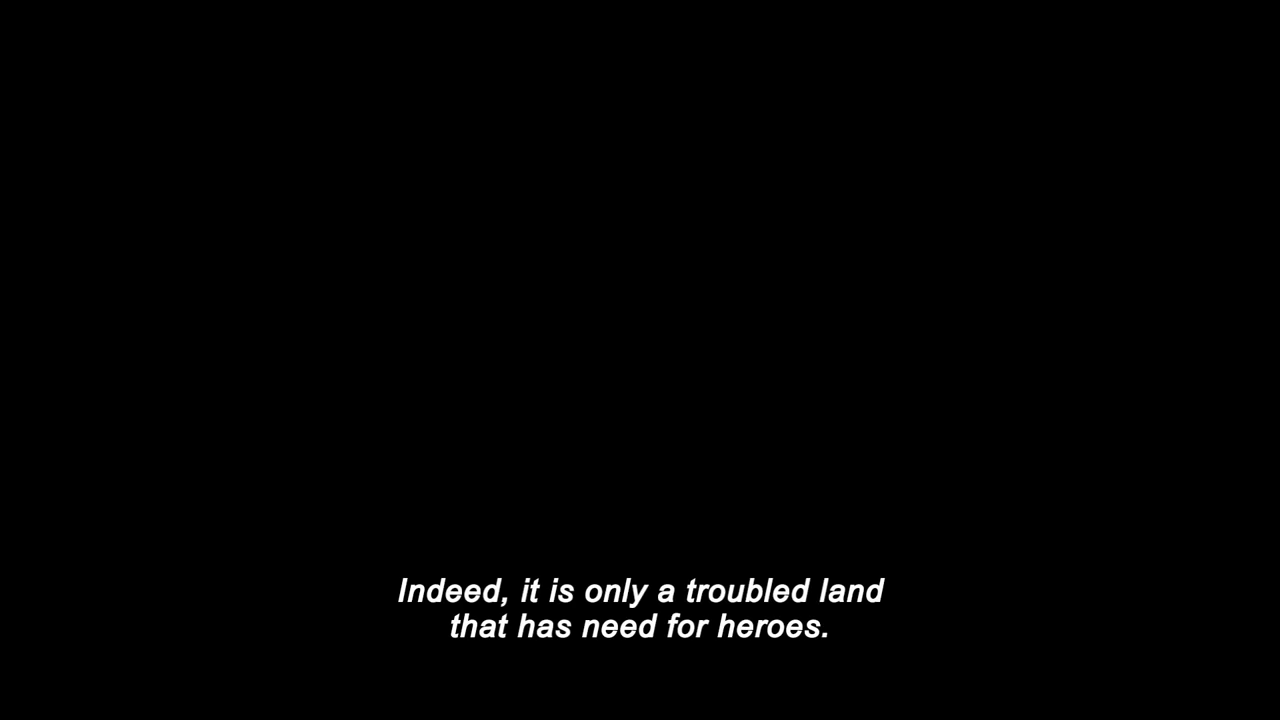 Indeed, it is only a troubled land
that has need for heroes.